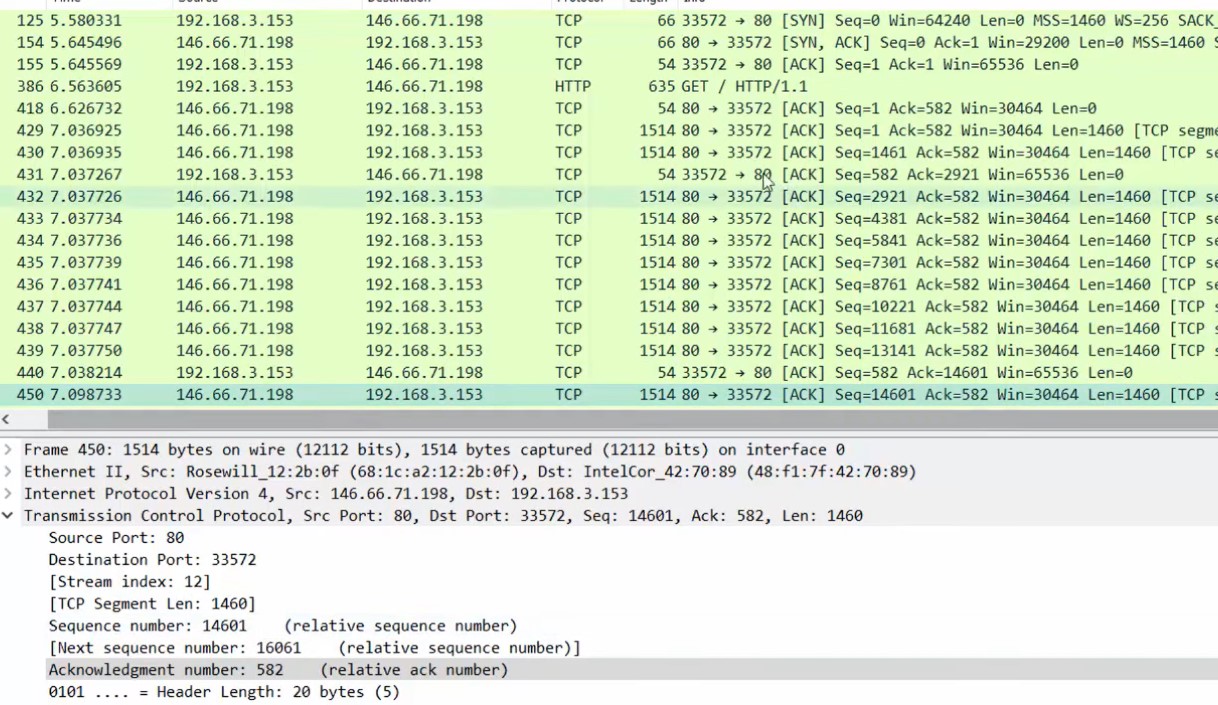 125 5.580331 192.168.3.153 146.66.71.198 TCP 66 33572 → 80 [SYN] Seq=0 Win=64240 Len=0 MSS=1460 WS=256 SACK_
154 5.645496 146.66.71.198 192.168.3.153 TCP 66 80 → 33572 [SYN, ACK] Seq=0 Ack=1 Win=29200 Len=0 MSS=1460 S
155 5.645569 192.168.3.153 146.66.71.198 TCP 54 33572 → 80 [ACK] Seq=1 Ack=1 Win=65536 Len=0
386 6.563605 192.168.3.153 146.66.71.198 HTTP 635 GET / HTTP/1.1
418 6.626732 146.66.71.198 192.168.3.153 TCP 54 80 → 33572 [ACK] Seq=1 Ack=582 Win=30464 Len=0
429 7.036925 146.66.71.198 192.168.3.153 TCP 1514 80 → 33572 [ACK] Seq=1 Ack=582 Win=30464 Len=1460 [TCP segme
430 7.036935 146.66.71.198 192.168.3.153 TCP 1514 80 → 33572 [ACK] Seq=1461 Ack=582 Win=30464 Len=1460 [TCP se
431 7.037267 192.168.3.153 146.66.71.198 TCP 54 33572 → 80 [ACK] Seq=582 Ack=2921 Win=65536 Len=0
432 7.037726 146.66.71.198 192.168.3.153 TCP 1514 80 → 33572 [ACK] Seq=2921 Ack=582 Win=30464 Len=1460 [TCP se
433 7.037734 146.66.71.198 192.168.3.153 TCP 1514 80 → 33572 [ACK] Seq=4381 Ack=582 Win=30464 Len=1460 [TCP se
434 7.037736 146.66.71.198 192.168.3.153 TCP 1514 80 → 33572 [ACK] Seq=5841 Ack=582 Win=30464 Len=1460 [TCP se
435 7.037739 146.66.71.198 192.168.3.153 TCP 1514 80 → 33572 [ACK] Seq=7301 Ack=582 Win=30464 Len=1460 [TCP se
436 7.037741 146.66.71.198 192.168.3.153 TCP 1514 80 → 33572 [ACK] Seq=8761 Ack=582 Win=30464 Len=1460 [TCP se
437 7.037744 146.66.71.198 192.168.3.153 TCP 1514 80 → 33572 [ACK] Seq=10221 Ack=582 Win=30464 Len=1460 [TCP s
438 7.037747 146.66.71.198 192.168.3.153 TCP 1514 80 → 33572 [ACK] Seq=11681 Ack=582 Win=30464 Len=1460 [TCP s
439 7.037750 146.66.71.198 192.168.3.153 TCP 1514 80 → 33572 [ACK] Seq=13141 Ack=582 Win=30464 Len=1460 [TCP s
440 7.038214 192.168.3.153 146.66.71.198 TCP 54 33572 → 80 [ACK] Seq=582 Ack=14601 Win=65536 Len=0
450 7.098733 146.66.71.198 192.168.3.153 TCP 1514 80 → 33572 [ACK] Seq=14601 Ack=582 Win=30464 Len=1460 [TCP s
Frame 450: 1514 bytes on wire (12112 bits), 1514 bytes captured (12112 bits) on interface 0
Ethernet II, Src: Rosewill_12:2b:0f (68:1c:a2:12:2b:0f), Dst: IntelCor_42:70:89 (48:f1:7f:42:70:89)
Internet Protocol Version 4, Src: 146.66.71.198, Dst: 192.168.3.153
Transmission Control Protocol, Src Port: 80, Dst Port: 33572, Seq: 14601, Ack: 582, Len: 1460
Source Port: 80
Destination Port: 33572
[Stream index: 12]
[TCP Segment Len: 1460]
Sequence number: 14601 (relative sequence number)
[Next sequence number: 16061 (relative sequence number)]
Acknowledgment number: 582 (relative ack number)
0101 .... = Header Length: 20 bytes (5)